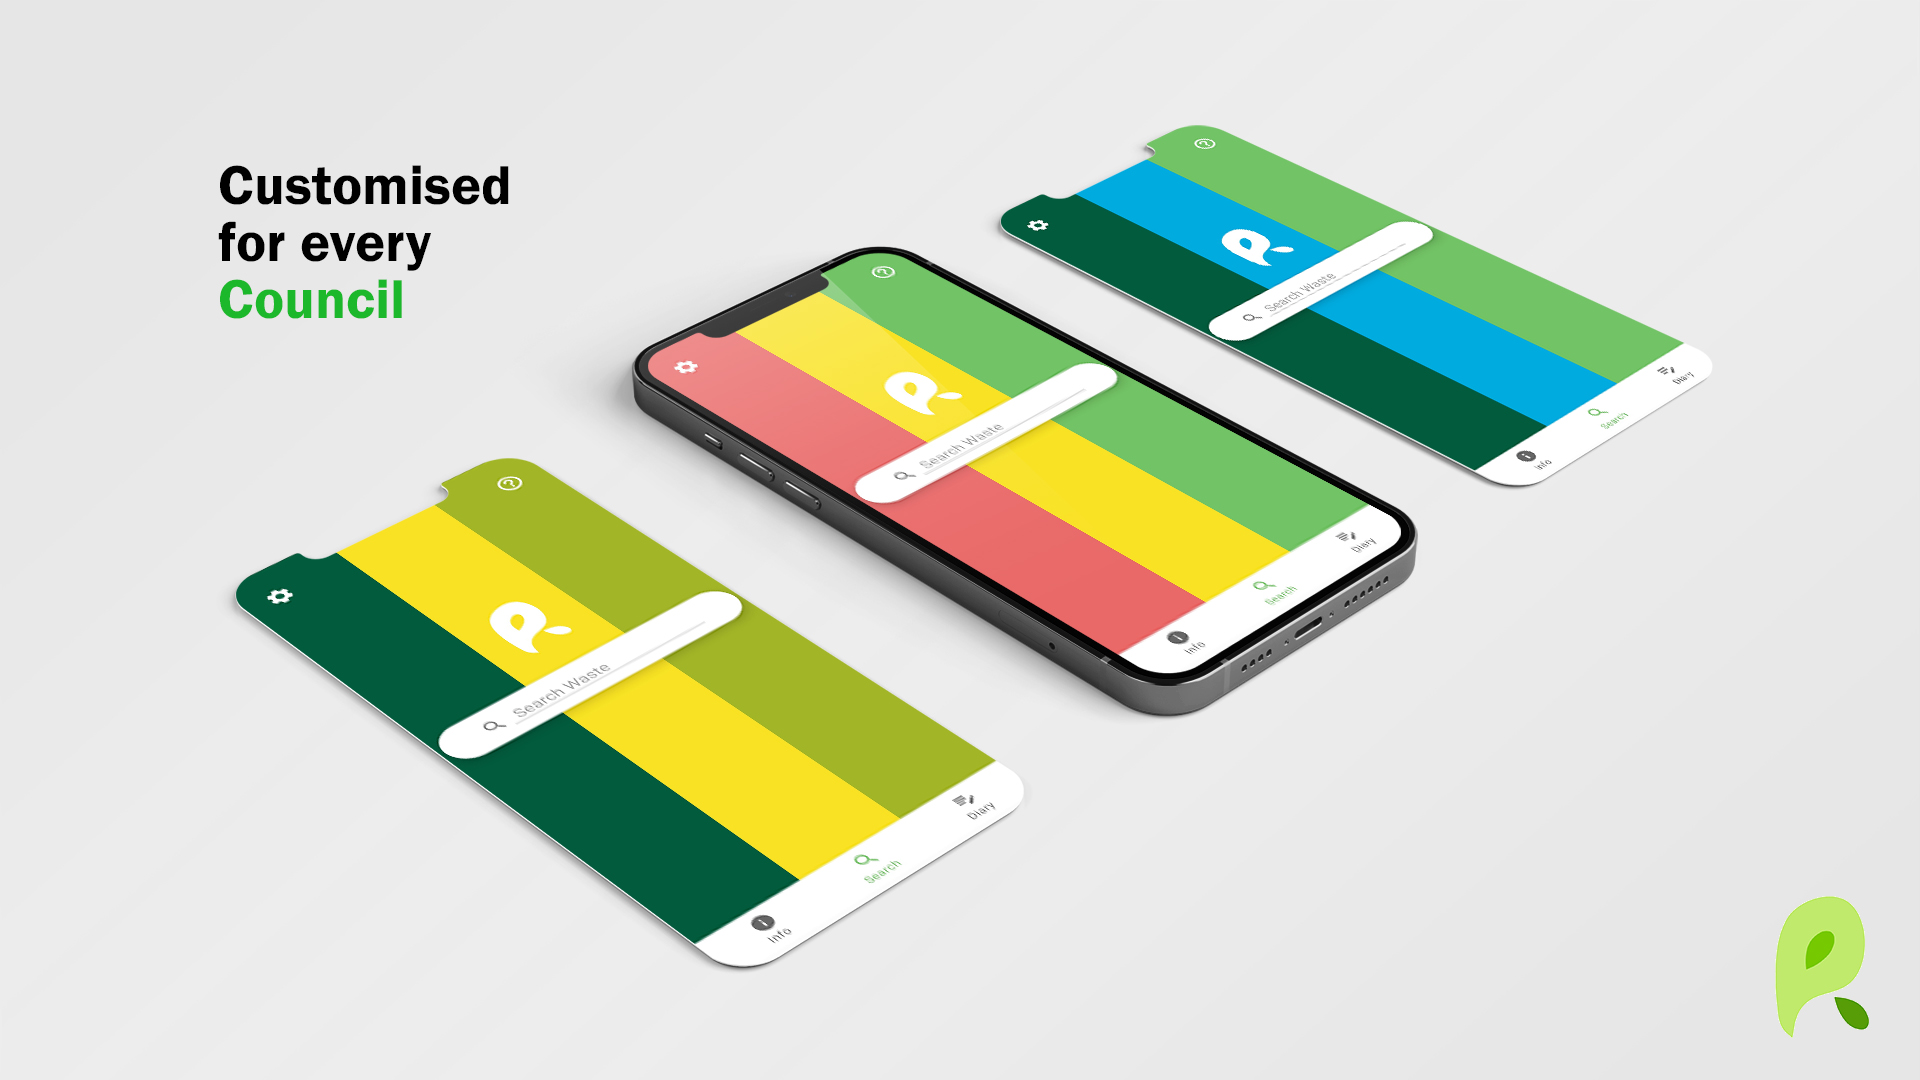 Customised
for every
Council
Search Waste
Info
Search
Diary
Search Waste
Info
Search
Diary
Search Waste
Info
Search
Diary